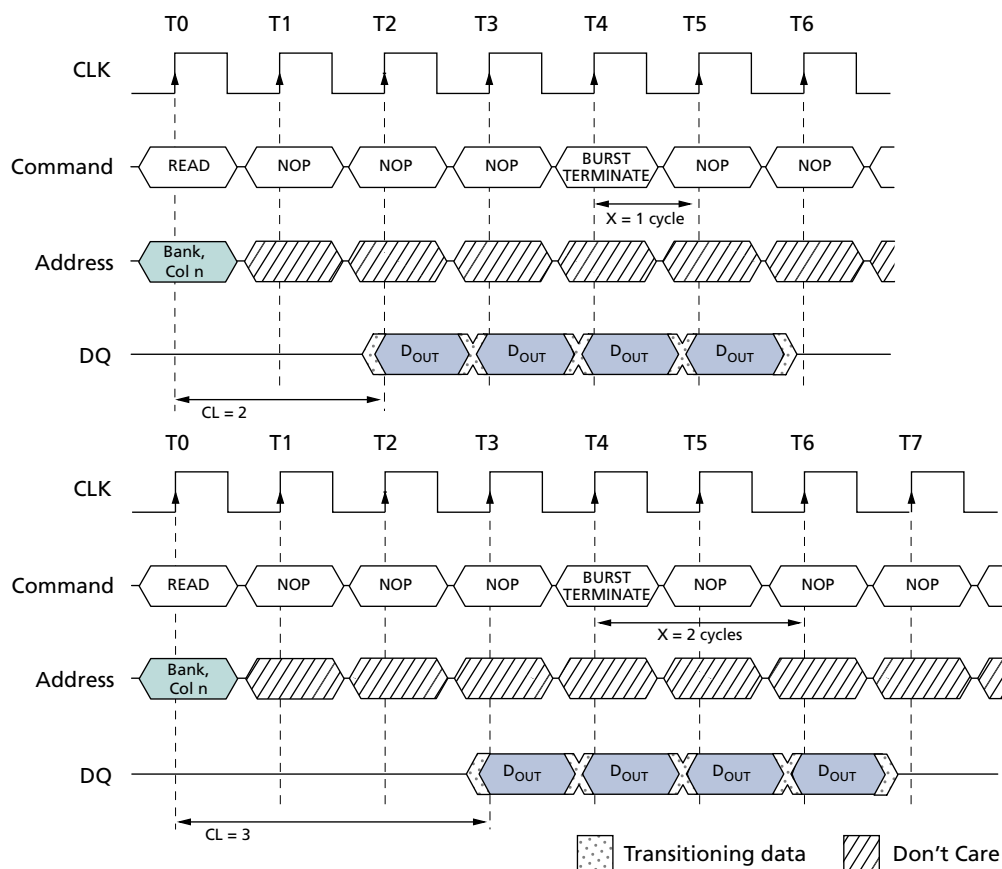 T0 T1 T2 T3 T4 T5 T6
CLK
Command READ NOP NOP NOP BURST TERMINATE NOP NOP
X = 1 cycle
Address Bank, Col n
DQ DOUT DOUT DOUT DOUT
CL = 2
T0 T1 T2 T3 T4 T5 T6 T7
CLK
Command READ NOP NOP NOP BURST TERMINATE NOP NOP NOP
X = 2 cycles
Address Bank, Col n
DQ DOUT DOUT DOUT DOUT
CL = 3
Transitioning data Don't Care